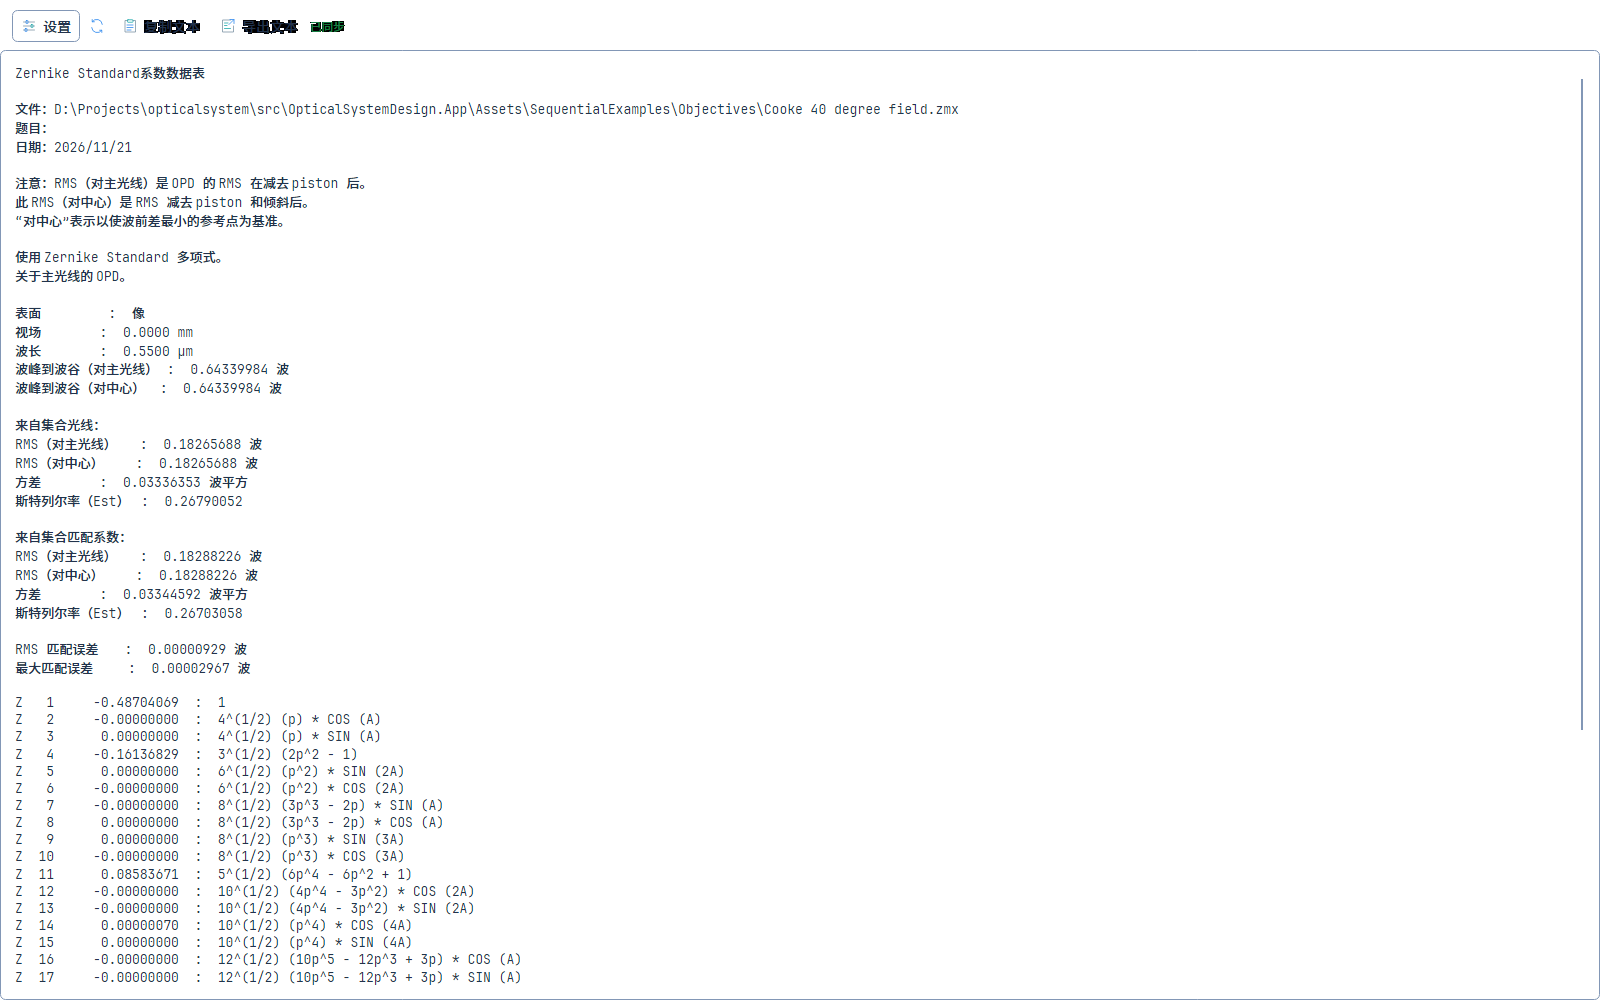 设置 复制文本 导出文本 已同步
Zernike Standard系数数据表
文件: D:\Projects\opticalsystem\src\OpticalSystemDesign.App\Assets\SequentialExamples\Objectives\Cooke 40 degree field.zmx
题目:
日期: 2026/11/21
注意: RMS (对主光线) 是 OPD 的 RMS 在减去 piston 后。
此 RMS (对中心) 是 RMS 减去 piston 和倾斜后。
“对中心”表示以使波前差最小的参考点为基准。
使用 Zernike Standard 多项式。
关于主光线的 OPD。
表面 : 像
视场 : 0.0000 mm
波长 : 0.5500 µm
波峰到波谷 (对主光线) : 0.64339984 波
波峰到波谷 (对中心) : 0.64339984 波
来自集合光线:
RMS (对主光线) : 0.18265688 波
RMS (对中心) : 0.18265688 波
方差 : 0.03336353 波平方
斯特列尔率 (Est) : 0.26790052
来自集合匹配系数:
RMS (对主光线) : 0.18288226 波
RMS (对中心) : 0.18288226 波
方差 : 0.03344592 波平方
斯特列尔率 (Est) : 0.26703058
RMS 匹配误差 : 0.00000929 波
最大匹配误差 : 0.00002967 波
Z 1 -0.48704069 : 1
Z 2 -0.00000000 : 4^(1/2) (p) * COS (A)
Z 3 0.00000000 : 4^(1/2) (p) * SIN (A)
Z 4 -0.16136829 : 3^(1/2) (2p^2 - 1)
Z 5 0.00000000 : 6^(1/2) (p^2) * SIN (2A)
Z 6 -0.00000000 : 6^(1/2) (p^2) * COS (2A)
Z 7 -0.00000000 : 8^(1/2) (3p^3 - 2p) * SIN (A)
Z 8 0.00000000 : 8^(1/2) (3p^3 - 2p) * COS (A)
Z 9 0.00000000 : 8^(1/2) (p^3) * SIN (3A)
Z 10 -0.00000000 : 8^(1/2) (p^3) * COS (3A)
Z 11 0.08583671 : 5^(1/2) (6p^4 - 6p^2 + 1)
Z 12 -0.00000000 : 10^(1/2) (4p^4 - 3p^2) * COS (2A)
Z 13 -0.00000000 : 10^(1/2) (4p^4 - 3p^2) * SIN (2A)
Z 14 0.00000070 : 10^(1/2) (p^4) * COS (4A)
Z 15 0.00000000 : 10^(1/2) (p^4) * SIN (4A)
Z 16 -0.00000000 : 12^(1/2) (10p^5 - 12p^3 + 3p) * COS (A)
Z 17 -0.00000000 : 12^(1/2) (10p^5 - 12p^3 + 3p) * SIN (A)